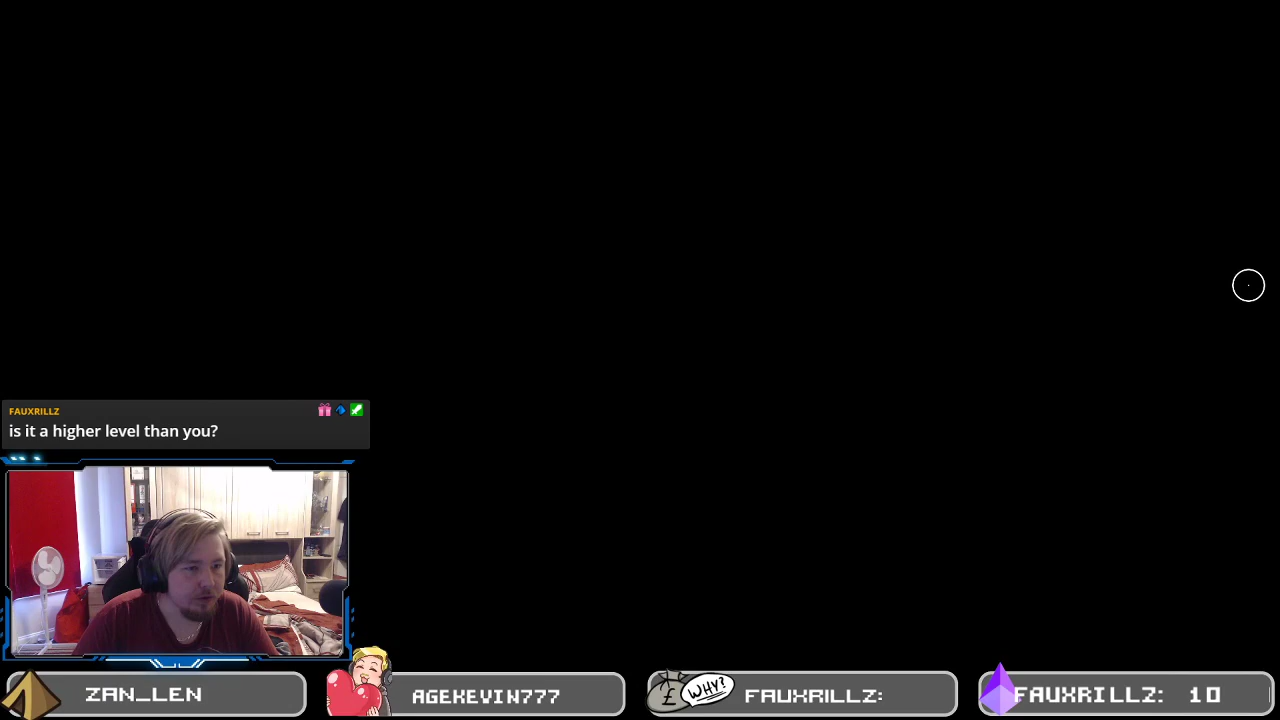 FAUXRILLZ
is it a higher level than you?
ZAN_LEN
AGEKEVIN777
£
WHY?
FAUXRILLZ:
FAUXRILLZ: 10